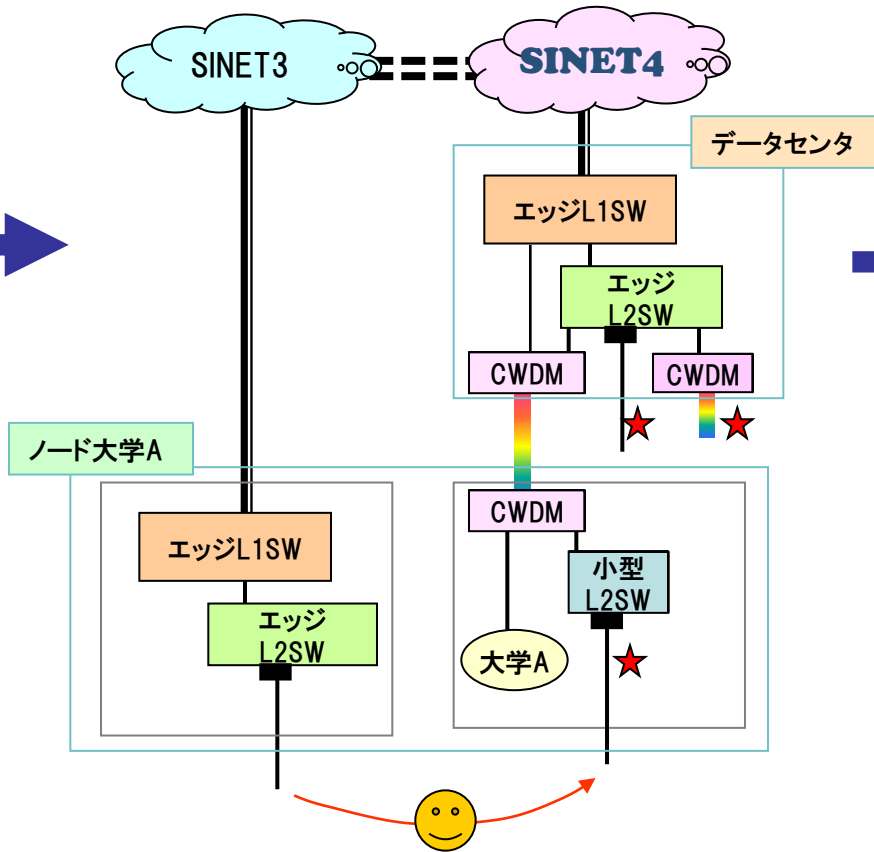 SINET3
SINET4
データセンタ
エッジL1SW
エッジ
L2SW
CWDM
CWDM
ノード大学A
CWDM
エッジL1SW
小型
L2SW
エッジ
L2SW
大学A